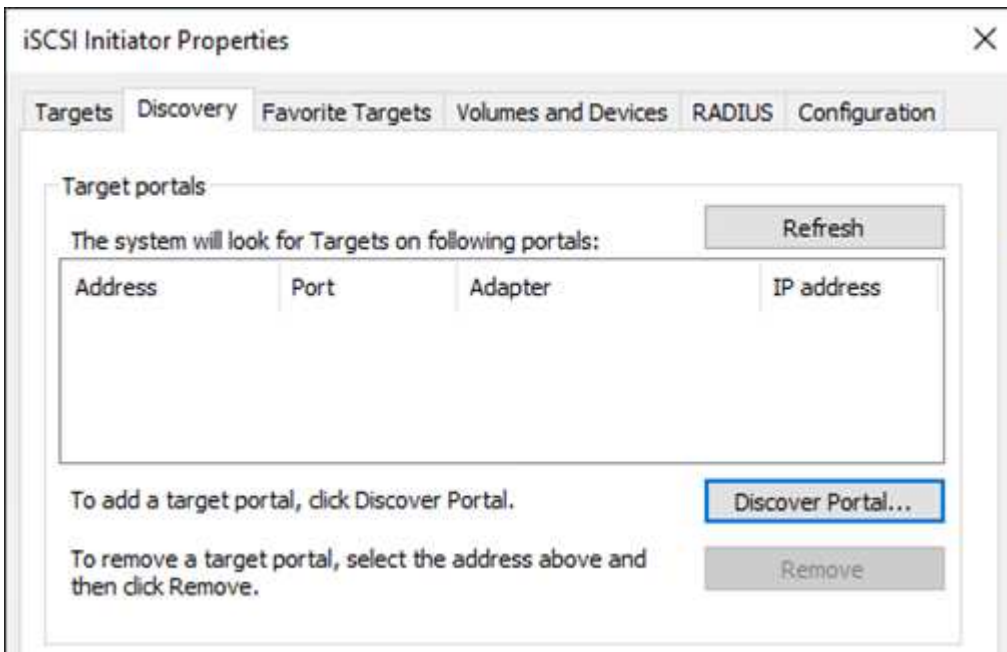 iSCSI Initiator Properties
Targets Discovery Favorite Targets Volumes and Devices RADIUS Configuration
Target portals
The system will look for Targets on following portals:
Refresh
Address Port Adapter IP address
To add a target portal, click Discover Portal.
Discover Portal...
To remove a target portal, select the address above and
then click Remove.
Remove